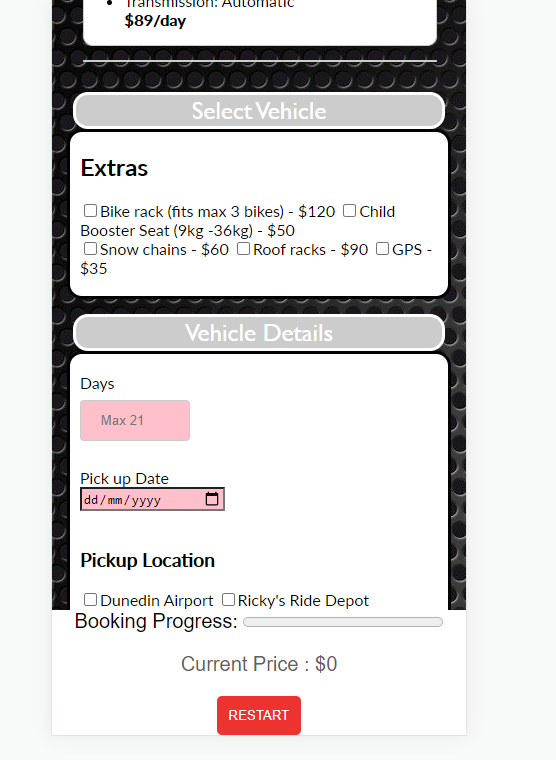 Transmission: Automatic
$89/day
Select Vehicle
Extras
Bike rack (fits max 3 bikes) - $120 Child
Booster Seat (9kg -36kg) - $50
Snow chains - $60 Roof racks - $90 GPS -
$35
Vehicle Details
Days
Max 21
Pick up Date
dd/mm/yyyy
Pickup Location
Dunedin Airport Ricky's Ride Depot
Booking Progress:
Current Price : $0
RESTART